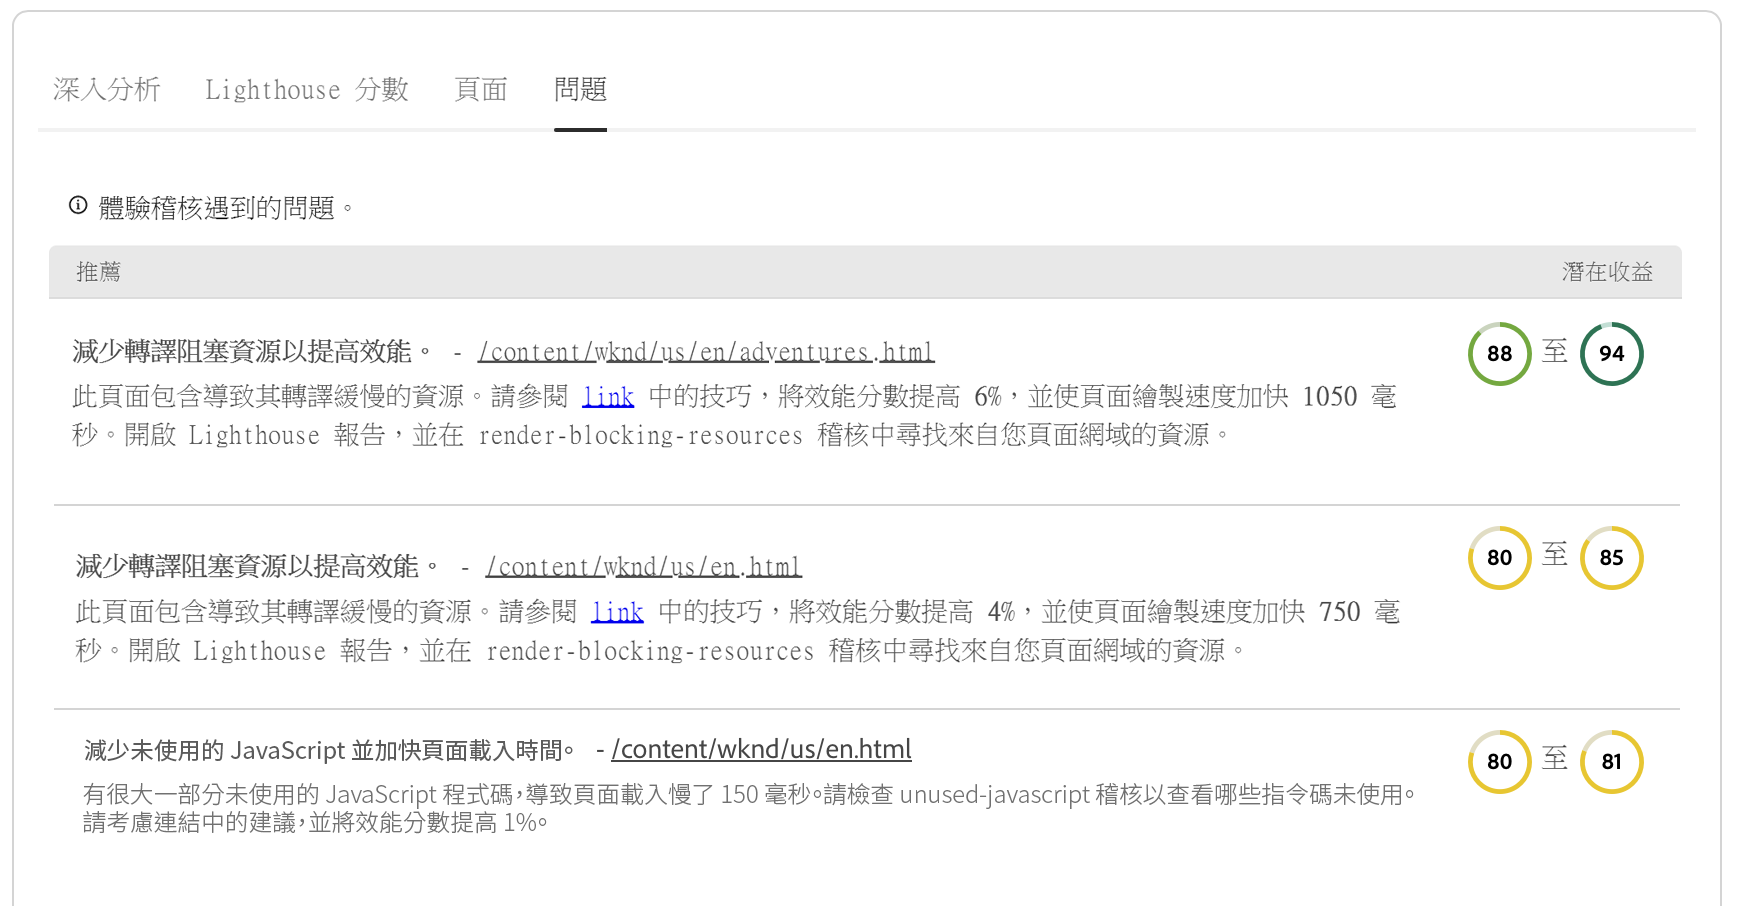 深入分析 Lighthouse 分數 頁面 問題
體驗稽核遇到的問題。
推薦 潛在收益
減少轉譯阻塞資源以提高效能。 - /content/wknd/us/en/adventures.html 88 至 94
此頁面包含導致其轉譯緩慢的資源。請參閱 link 中的技巧，將效能分數提高 6%，並使頁面繪製速度加快 1050 毫
秒。開啟 Lighthouse 報告，並在 render-blocking-resources 稽核中尋找來自您頁面網域的資源。
減少轉譯阻塞資源以提高效能。 - /content/wknd/us/en.html 80 至 85
此頁面包含導致其轉譯緩慢的資源。請參閱 link 中的技巧，將效能分數提高 4%，並使頁面繪製速度加快 750 毫
秒。開啟 Lighthouse 報告，並在 render-blocking-resources 稽核中尋找來自您頁面網域的資源。
減少未使用的 JavaScript 並加快頁面載入時間。 - /content/wknd/us/en.html 80 至 81
有很大一部分未使用的 JavaScript 程式碼，導致頁面載入慢了 150 毫秒。請檢查 unused-javascript 稽核以查看哪些指令碼未使用。
請考慮連結中的建議，並將效能分數提高 1%。